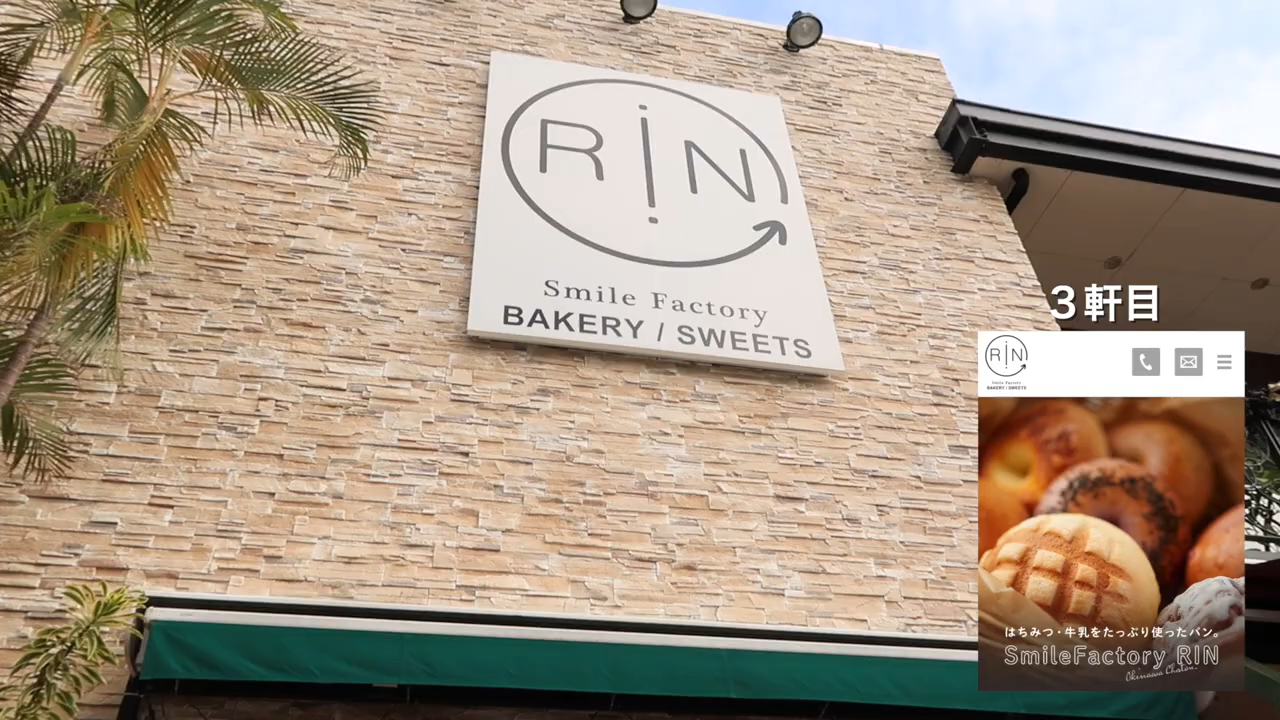 RiN
Smile Factory
BAKERY / SWEETS
3軒目
RiN
Smile Factory
BAKERY / SWEETS
はちみつ・牛乳をたっぷり使ったパン。
SmileFactory RIN
Okinawa Chatan